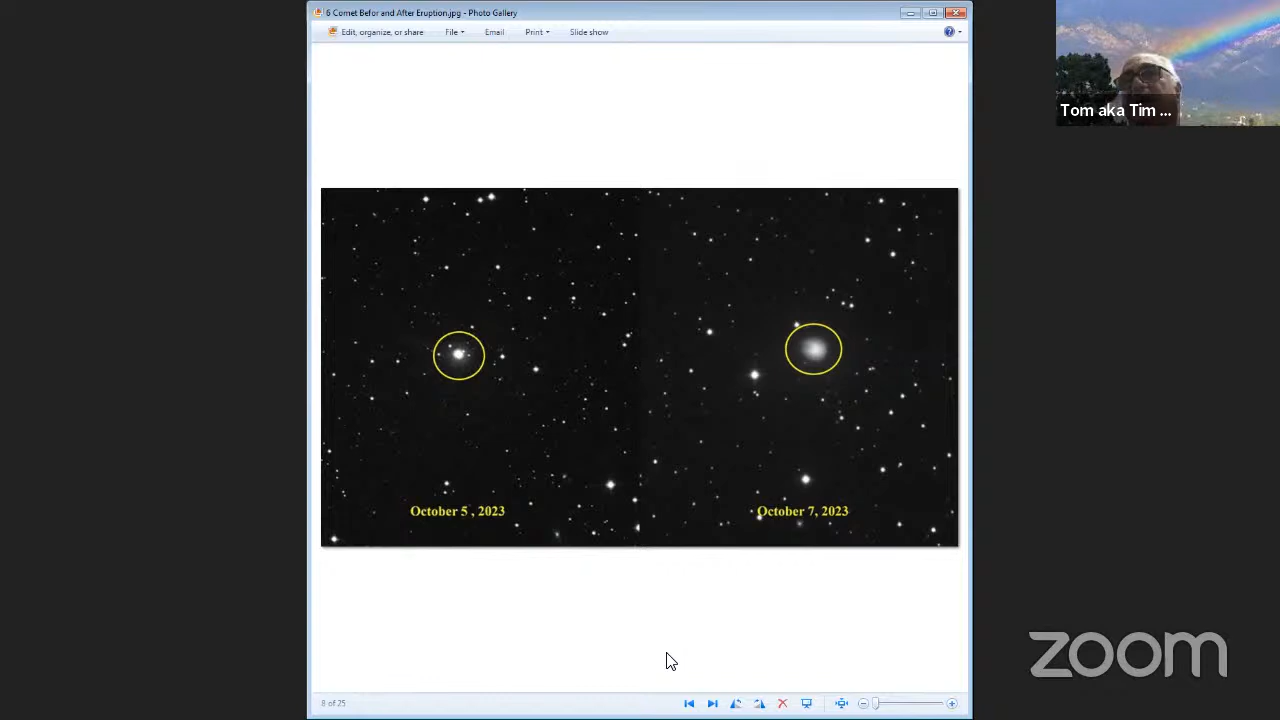 6 Comet Befor and After Eruption.jpg - Photo Gallery
Edit, organize, or share File Email Print Slide show
Tom aka Tim ...
October 5 , 2023
October 7, 2023
8 of 25
zoom